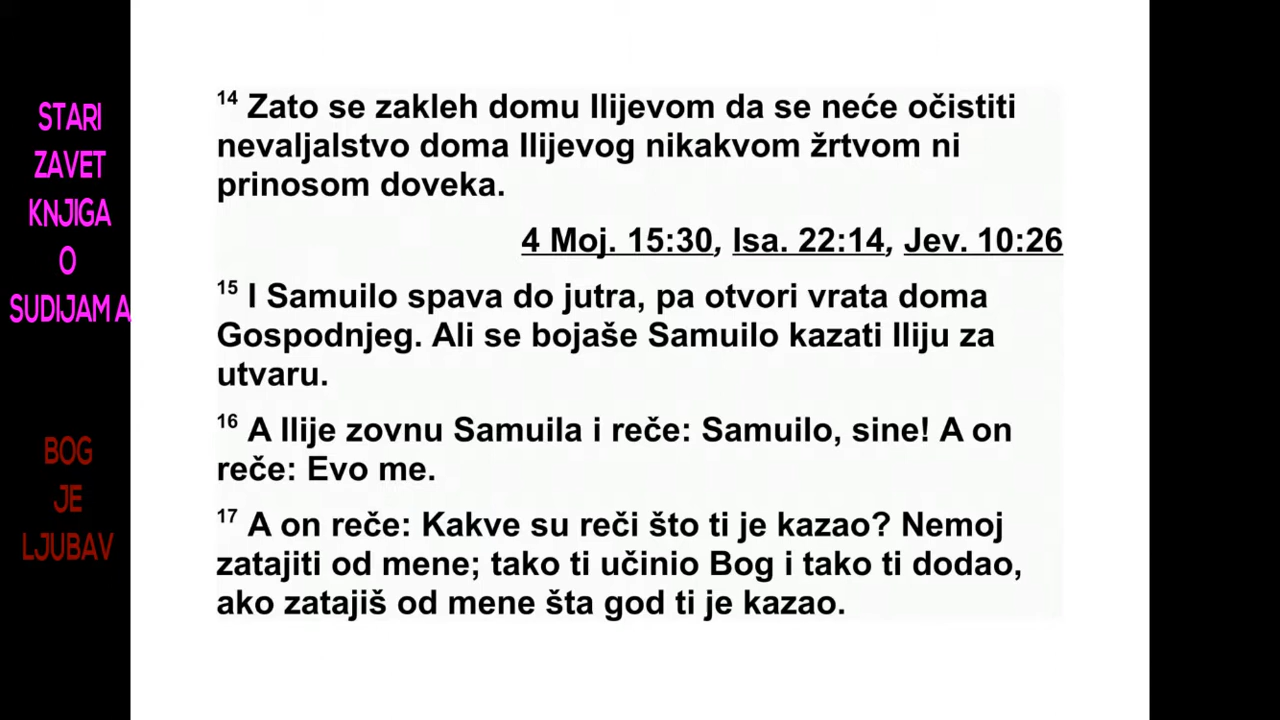 STARI
ZAVET
KNJIGA
O
SUDIJAMA
BOG
JE
LJUBAV
14 Zato se zakleh domu Ilijevom da se neće očistiti
nevaljalstvo doma Ilijevog nikakvom žrtvom ni
prinosom doveka.
4 Moj. 15:30, Isa. 22:14, Jev. 10:26
15 I Samuilo spava do jutra, pa otvori vrata doma
Gospodnjeg. Ali se bojaše Samuilo kazati Iliju za
utvaru.
16 A Ilije zovnu Samuila i reče: Samuilo, sine! A on
reče: Evo me.
17 A on reče: Kakve su reči što ti je kazao? Nemoj
zatajiti od mene; tako ti učinio Bog i tako ti dodao,
ako zatajiš od mene šta god ti je kazao.